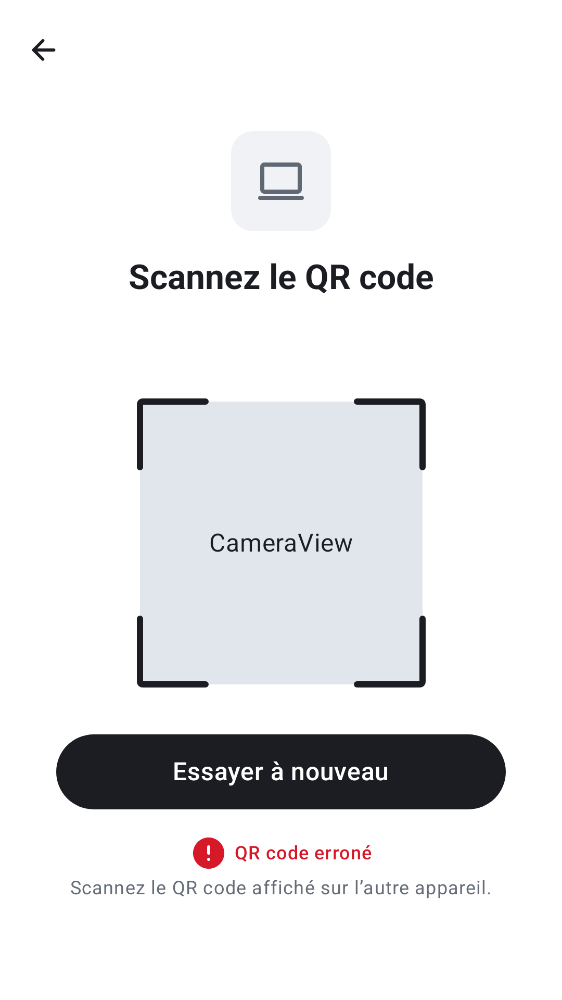 Scannez le QR code
CameraView
Essayer à nouveau
QR code erroné
Scannez le QR code affiché sur l’autre appareil.